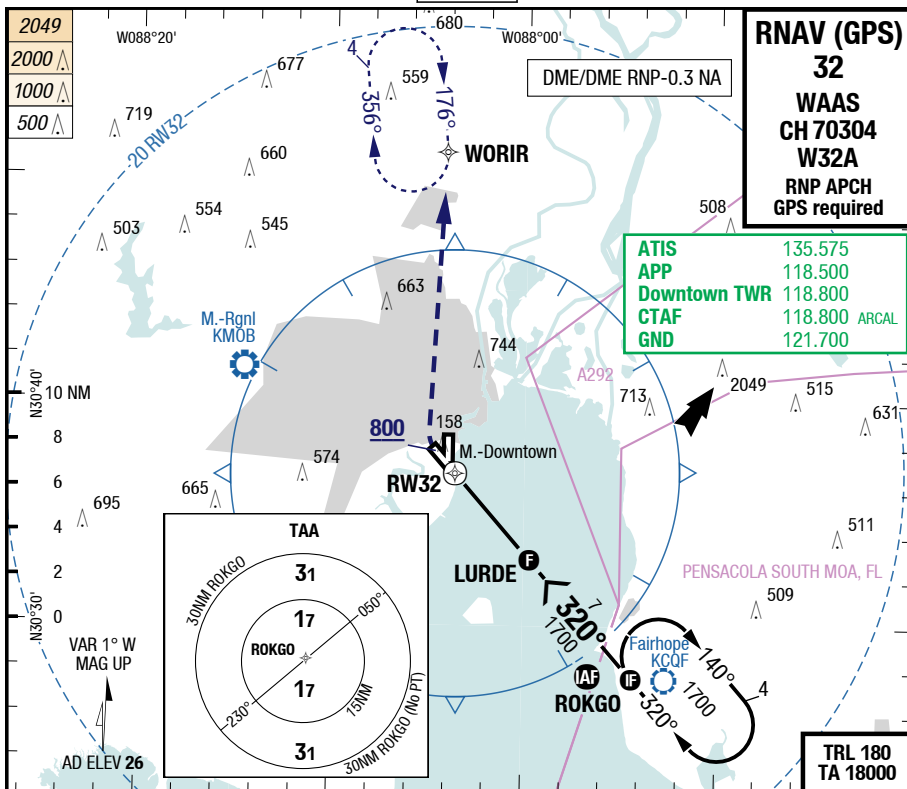 2049
2000
1000
500
W088°20'
680
W088°00'
RNAV (GPS)
32
WAAS
CH 70304
W32A
RNP APCH
GPS required
DME/DME RNP-0.3 NA
4
677
559
719
356°
176°
20 RW32
WORIR
660
554
545
503
508
ATIS 135.575
APP 118.500
Downtown TWR 118.800
CTAF 118.800 ARCAL
GND 121.700
663
M.-Rgnl
KMOB
744
A292
713
2049
515
631
N30°40'
10 NM
8
6
4
2
0
N30°30'
800
158
M.-Downtown
RW32
574
665
695
511
LURDE
F
PENSACOLA SOUTH MOA, FL
509
7
320°
1700
Fairhope
KCQF
140°
1700
4
IAF
IF
ROKGO
320°
TAA
30NM ROKGO
31
17
050°
ROKGO
17
230°
15NM
31
30NM ROKGO (No PT)
VAR 1° W
MAG UP
AD ELEV 26
TRL 180
TA 18000